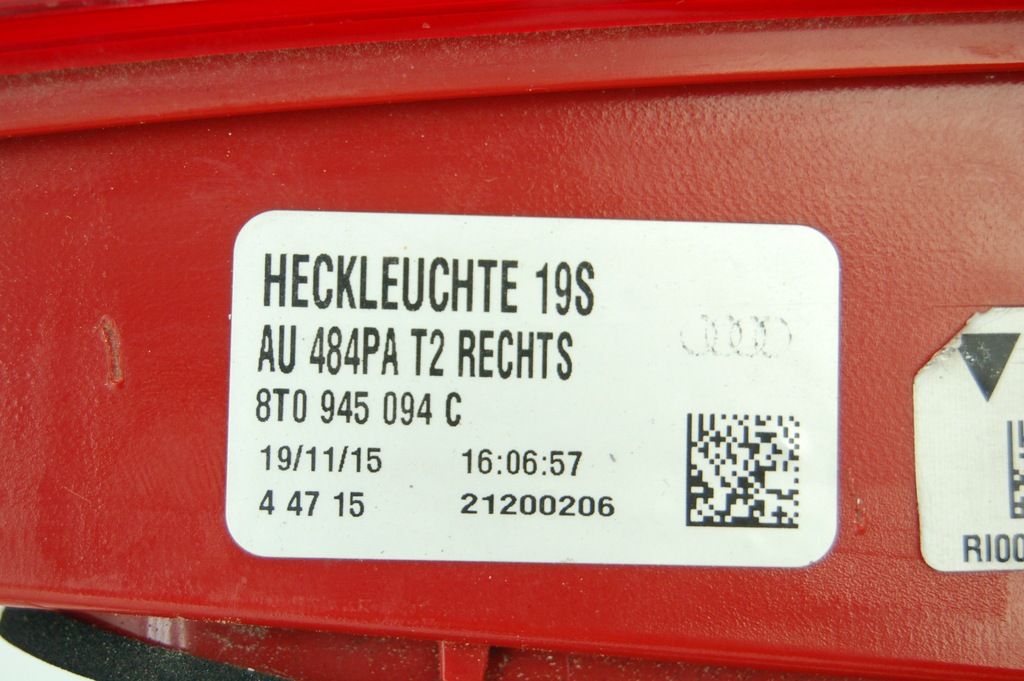 HECKLEUCHTE 19S
AU 484PA T2 RECHTS
8T0 945 094 C
19/11/15 16:06:57
4 47 15 21200206
RI00